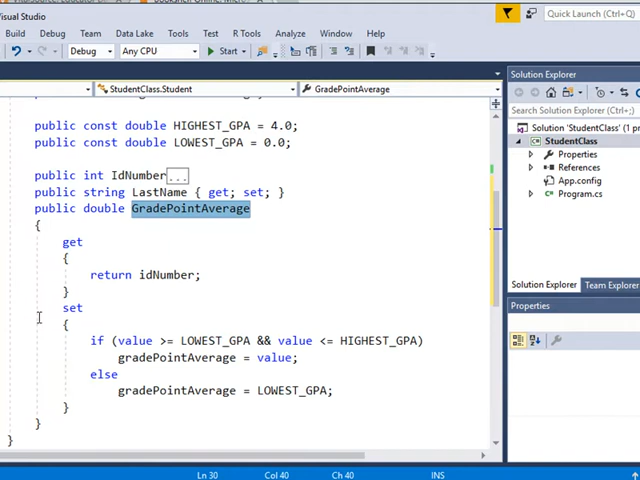 Visual Studio
Quick Launch (
Build Debug Team Data Lake Tools Test R Tools Analyze Window Help
Debug Any CPU Start
StudentClass.Student GradePointAverage
public const double HIGHEST_GPA = 4.0;
public const double LOWEST_GPA = 0.0;
public int IdNumber...
public string LastName { get; set; }
public double GradePointAverage
{
get
{
return idNumber;
}
set
{
if (value >= LOWEST_GPA && value <= HIGHEST_GPA)
gradePointAverage = value;
else
gradePointAverage = LOWEST_GPA;
}
}
}
Solution Explorer
Search Solution Explorer
Solution 'StudentClass' (1 pr
StudentClass
Properties
References
App.config
Program.cs
Solution Explorer Team Explorer
Properties
Ln 30 Col 40 Ch 40 INS